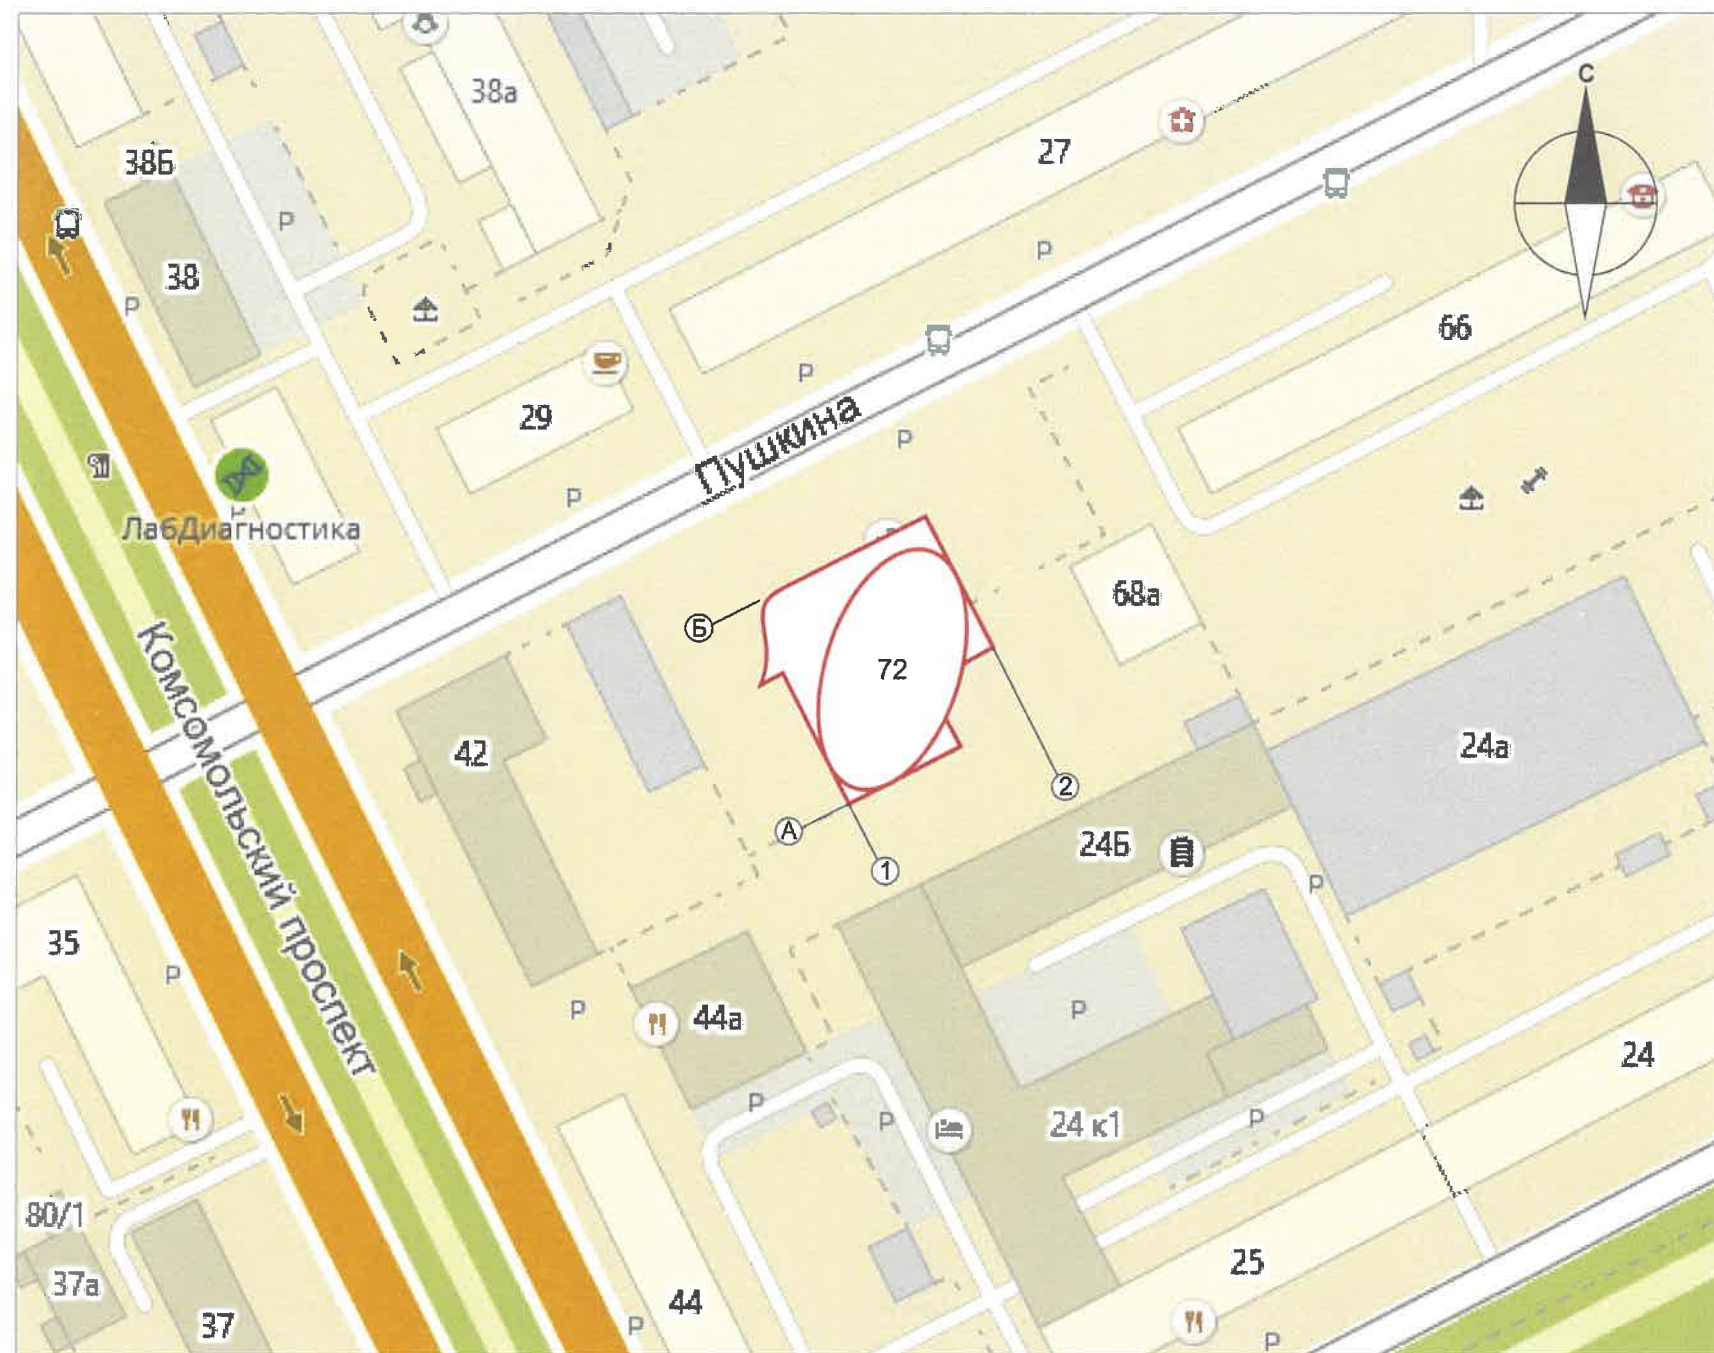 С
38а
27
38Б
Р
38
Р
Р
66
29
Р
Р
Пушкина
Р
ЛабДиагностика
68а
Б
72
Комсомольский проспект
42
24а
2
А
24Б
1
Р
35
Р
Р
44а
Р
24
Р
Р
24 к1
Р
80/1
37а
25
44
37
Р
Р